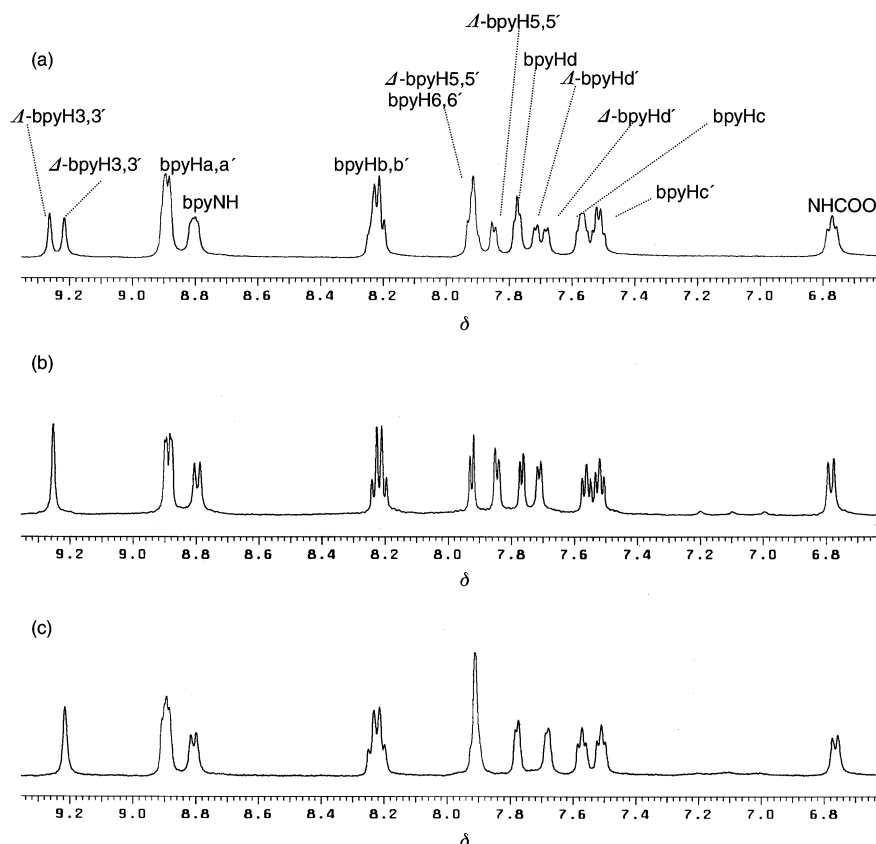 (a)
Λ-bpyH5,5´
bpyHd
Λ-bpyHd´
Δ-bpyH5,5´
bpyH6,6´
Λ-bpyH3,3´
Δ-bpyHd´
bpyHc
Δ-bpyH3,3´
bpyHa,a´
bpyHb,b´
bpyNH
bpyHc´
NHCOO
9.2 9.0 8.8 8.6 8.4 8.2 8.0 7.8 7.6 7.4 7.2 7.0 6.8
δ
(b)
9.2 9.0 8.8 8.6 8.4 8.2 8.0 7.8 7.6 7.4 7.2 7.0 6.8
δ
(c)
9.2 9.0 8.8 8.6 8.4 8.2 8.0 7.8 7.6 7.4 7.2 7.0 6.8
δ